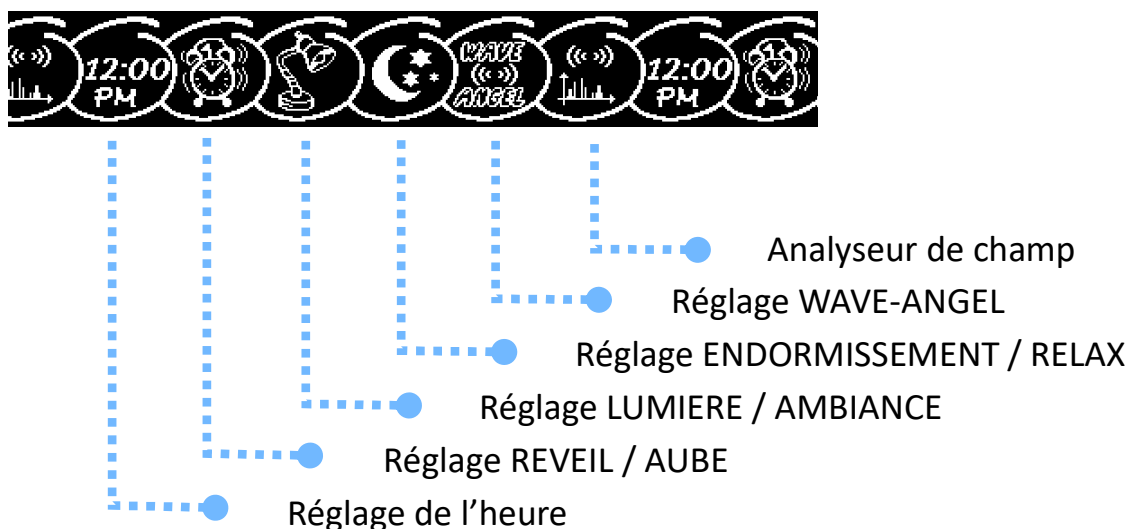 12:00 PM
WAVE ANGEL
12:00 PM
Analyseur de champ
Réglage WAVE-ANGEL
Réglage ENDORMISSEMENT / RELAX
Réglage LUMIERE / AMBIANCE
Réglage REVEIL / AUBE
Réglage de l’heure